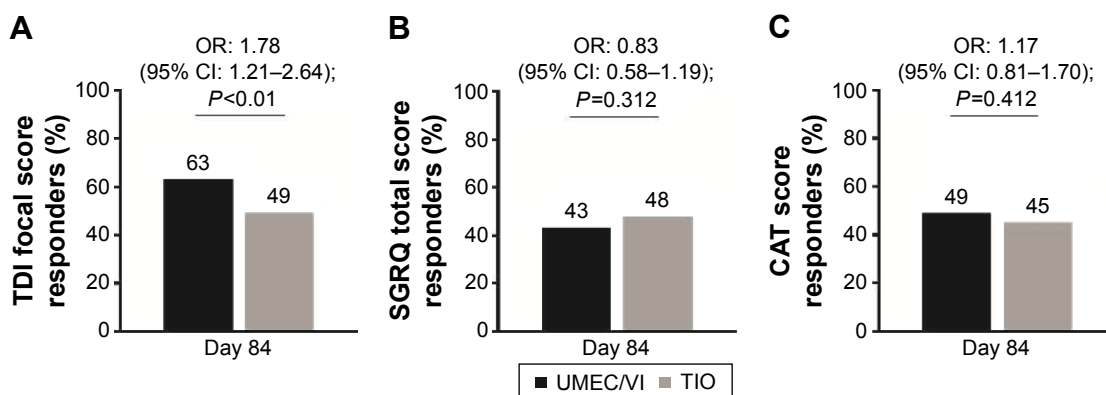 A
OR: 1.78
(95% CI: 1.21–2.64);
P<0.01
TDI focal score
responders (%)
100
80
60
40
20
0
63
49
Day 84
B
OR: 0.83
(95% CI: 0.58–1.19);
P=0.312
SGRQ total score
responders (%)
100
80
60
40
20
0
43
48
Day 84
C
OR: 1.17
(95% CI: 0.81–1.70);
P=0.412
CAT score
responders (%)
100
80
60
40
20
0
49
45
Day 84
UMEC/VI TIO